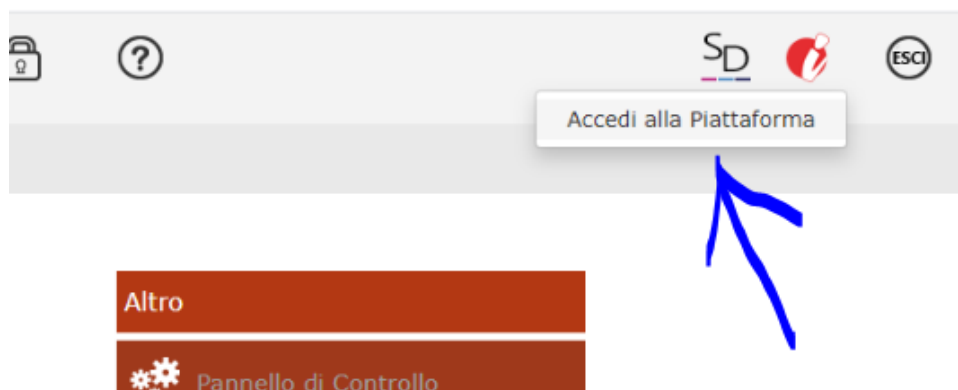 ?
SD
i
ESCI
Accedi alla Piattaforma
Altro
Pannello di Controllo